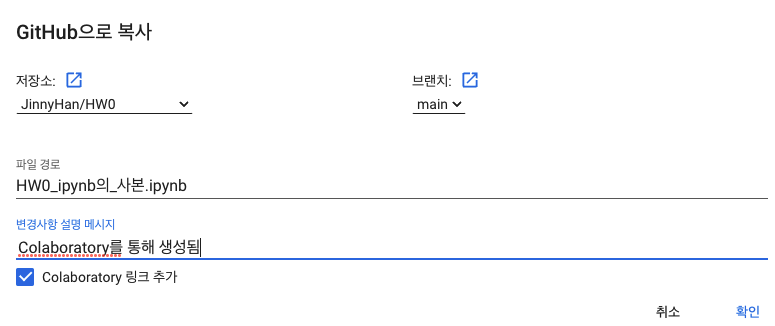 GitHub으로 복사
저장소:
브랜치:
JinnyHan/HW0
main
파일 경로
HW0_ipynb의_사본.ipynb
변경사항 설명 메시지
Colaboratory를 통해 생성됨
Colaboratory 링크 추가
취소
확인